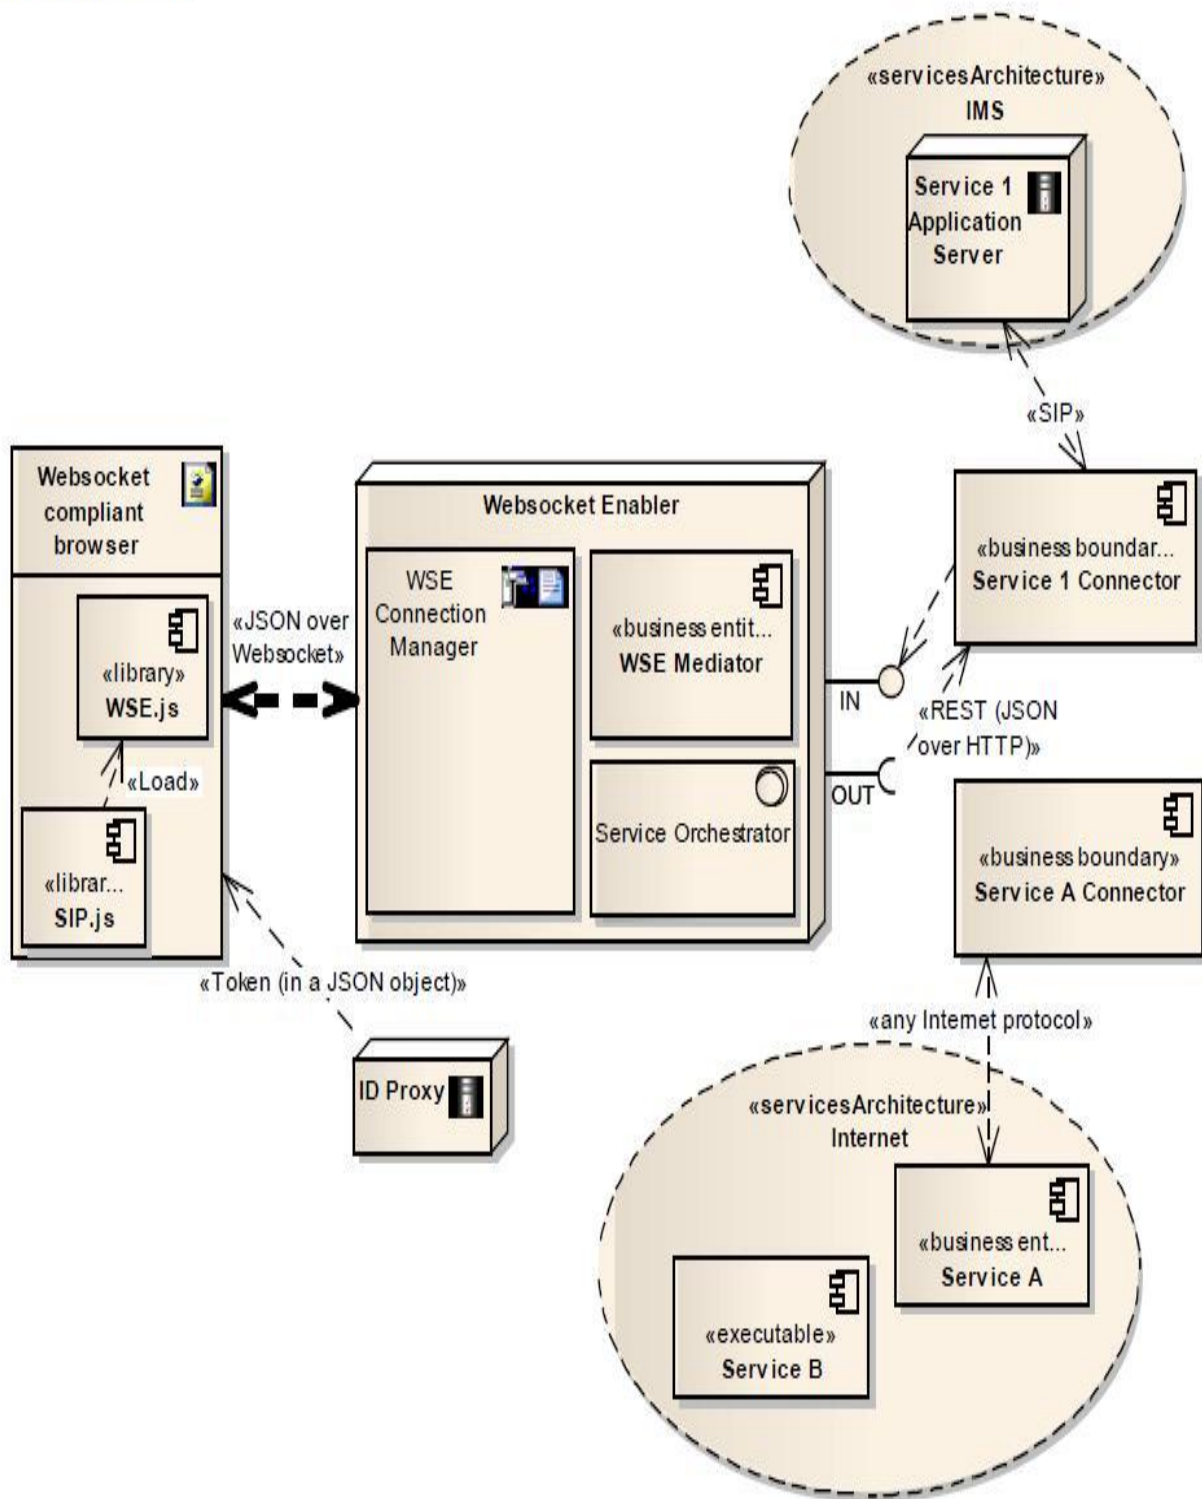 «servicesArchitecture»
IMS
Service 1
Application
Server
«SIP»
Websocket
compliant
browser
«library»
WSE.js
«Load»
«librar...
SIP.js
«JSON over
Websocket»
Websocket Enabler
WSE
Connection
Manager
«business entit...
WSE Mediator
Service Orchestrator
IN
OUT
«business boundar...
Service 1 Connector
«REST (JSON
over HTTP)»
«business boundary»
Service A Connector
«Token (in a JSON object)»
ID Proxy
«any Internet protocol»
«servicesArchitecture»
Internet
«business ent...
Service A
«executable»
Service B